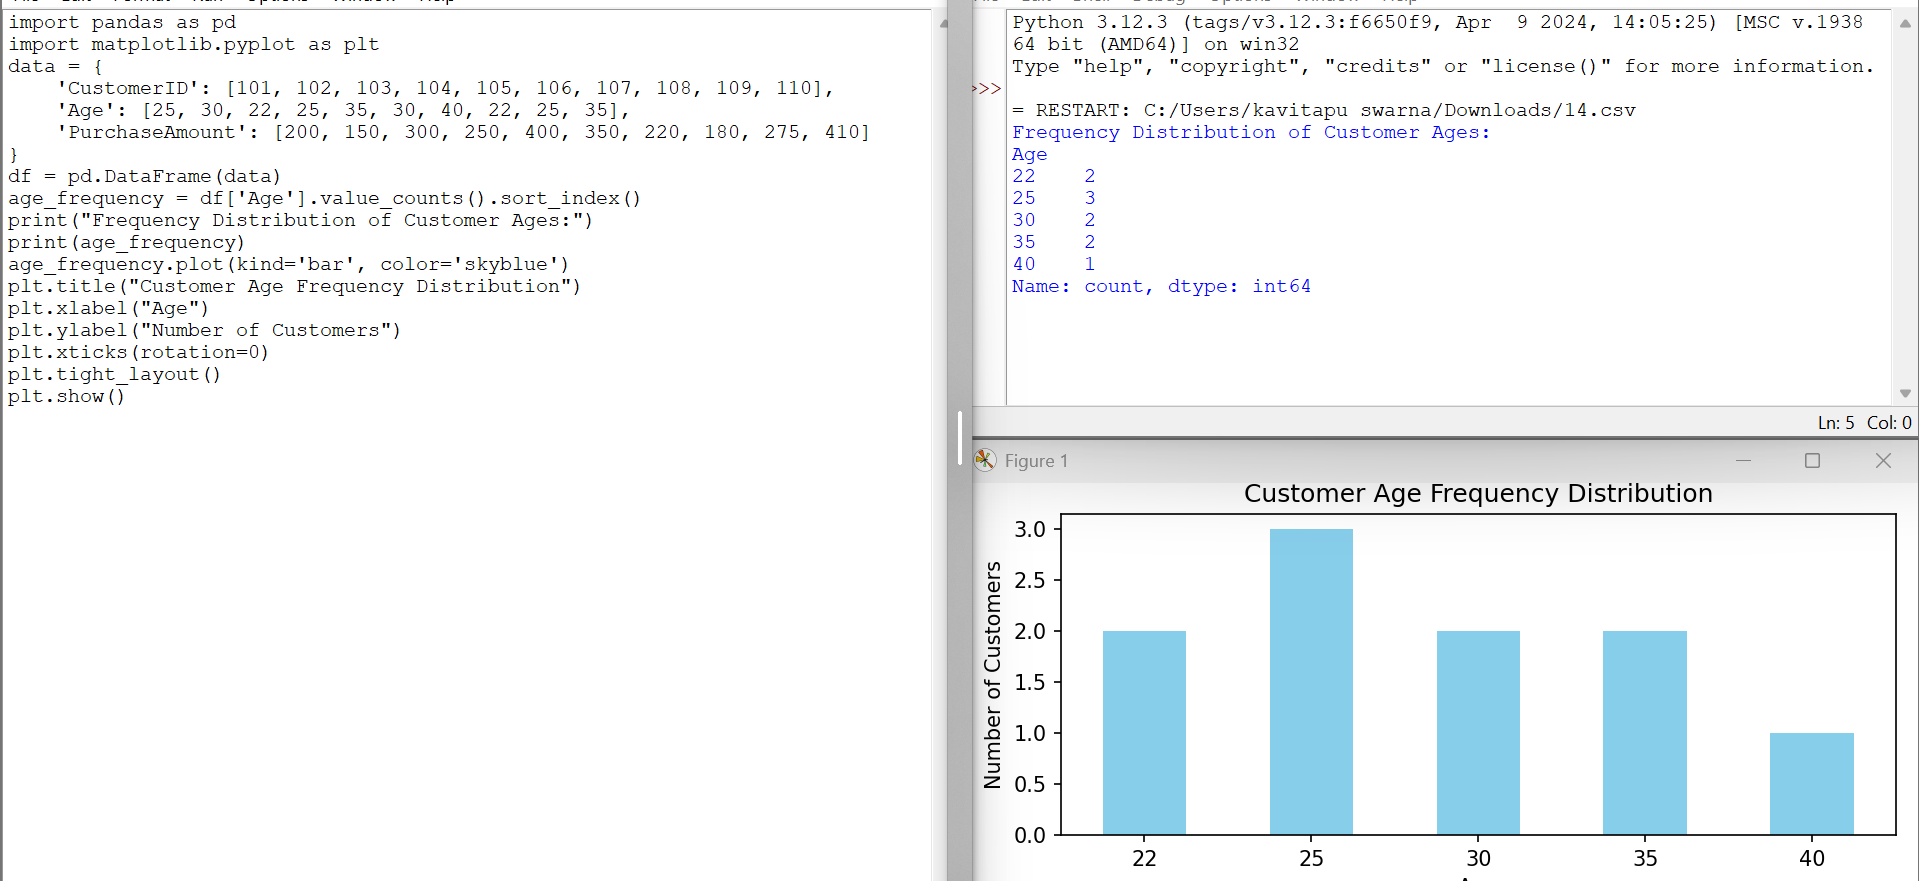 import pandas as pd
import matplotlib.pyplot as plt
data = {
    'CustomerID': [101, 102, 103, 104, 105, 106, 107, 108, 109, 110],
    'Age': [25, 30, 22, 25, 35, 30, 40, 22, 25, 35],
    'PurchaseAmount': [200, 150, 300, 250, 400, 350, 220, 180, 275, 410]
}
df = pd.DataFrame(data)
age_frequency = df['Age'].value_counts().sort_index()
print("Frequency Distribution of Customer Ages:")
print(age_frequency)
age_frequency.plot(kind='bar', color='skyblue')
plt.title("Customer Age Frequency Distribution")
plt.xlabel("Age")
plt.ylabel("Number of Customers")
plt.xticks(rotation=0)
plt.tight_layout()
plt.show()
Python 3.12.3 (tags/v3.12.3:f6650f9, Apr  9 2024, 14:05:25) [MSC v.1938
64 bit (AMD64)] on win32
Type "help", "copyright", "credits" or "license()" for more information.
>>>
= RESTART: C:/Users/kavitapu swarna/Downloads/14.csv
Frequency Distribution of Customer Ages:
Age
22    2
25    3
30    2
35    2
40    1
Name: count, dtype: int64
Ln: 5 Col: 0
Figure 1
Customer Age Frequency Distribution
Number of Customers
3.0
2.5
2.0
1.5
1.0
0.5
0.0
22 25 30 35 40